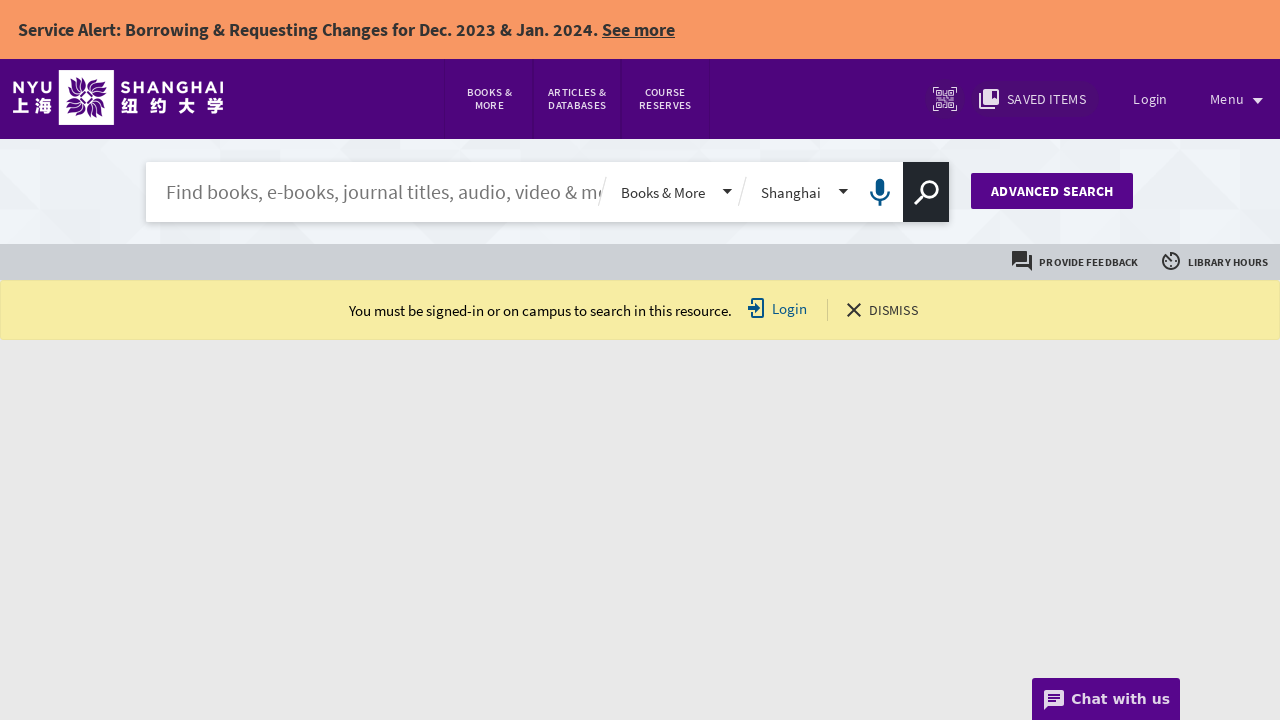 Service Alert: Borrowing & Requesting Changes for Dec. 2023 & Jan. 2024. See more
NYU SHANGHAI
上海 纽约大学
BOOKS &
MORE
ARTICLES &
DATABASES
COURSE
RESERVES
SAVED ITEMS
Login
Menu
Find books, e-books, journal titles, audio, video & mo
Books & More
Shanghai
ADVANCED SEARCH
PROVIDE FEEDBACK
LIBRARY HOURS
You must be signed-in or on campus to search in this resource.
Login
DISMISS
Chat with us